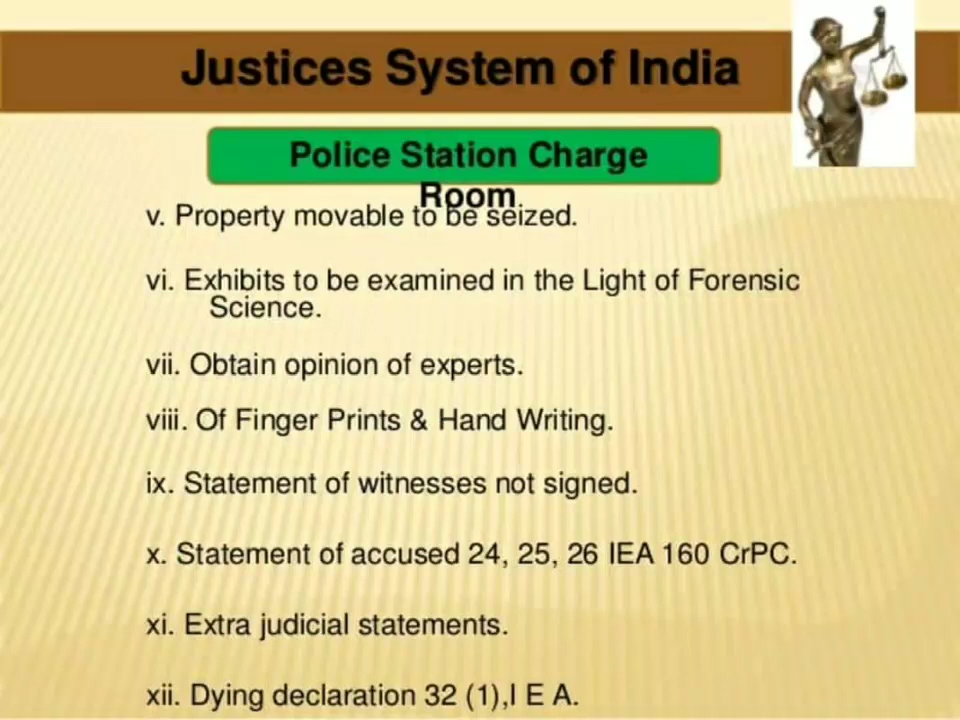 Justices System of India
Police Station Charge
Room
v. Property movable to be seized.
vi. Exhibits to be examined in the Light of Forensic
Science.
vii. Obtain opinion of experts.
viii. Of Finger Prints & Hand Writing.
ix. Statement of witnesses not signed.
x. Statement of accused 24, 25, 26 IEA 160 CrPC.
xi. Extra judicial statements.
xii. Dying declaration 32 (1),I E A.